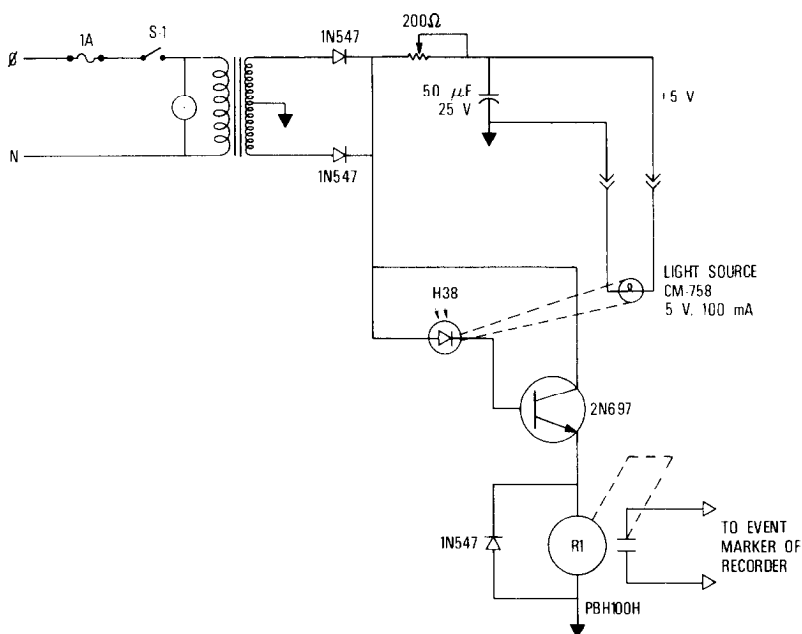 Ø
1A
S-1
N
1N547
1N547
200Ω
50 µF
25 V
+5 V
LIGHT SOURCE
CM-758
5 V, 100 mA
H38
2N697
1N547
R1
PBH100H
TO EVENT
MARKER OF
RECORDER